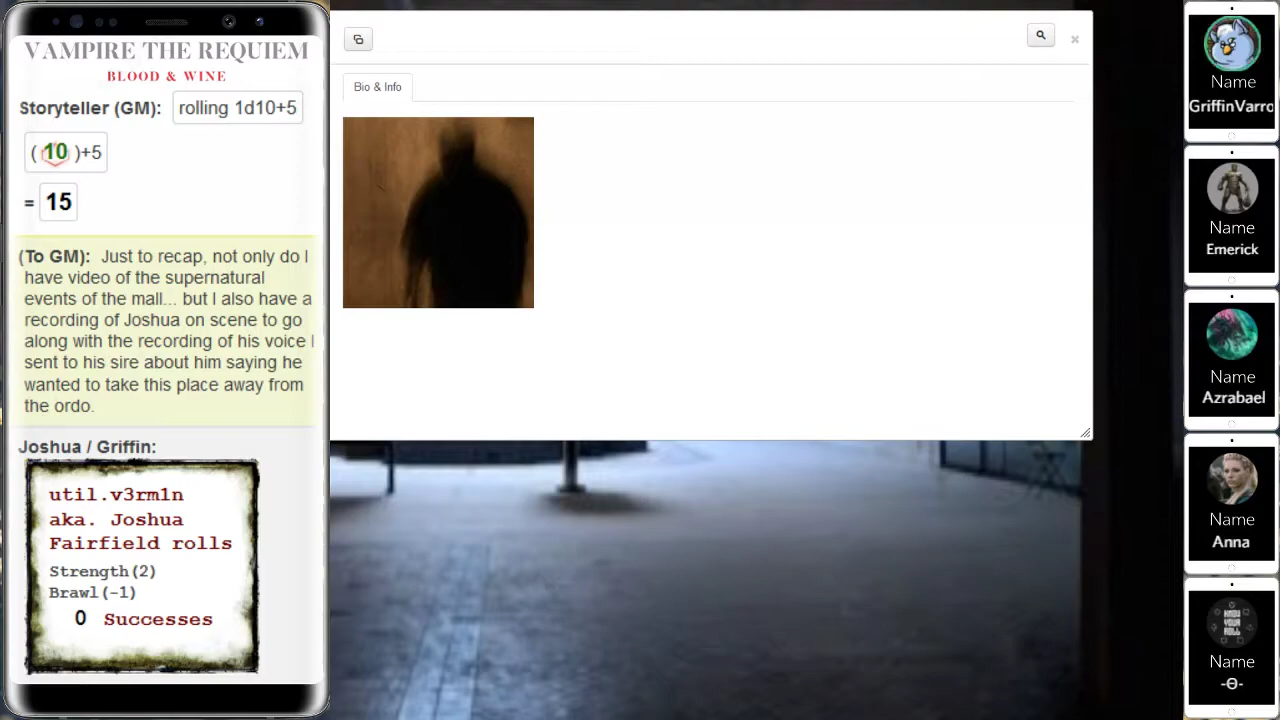 VAMPIRE THE REQUIEM
BLOOD & WINE
Storyteller (GM): rolling 1d10+5
( 10 )+5
= 15
(To GM): Just to recap, not only do I
have video of the supernatural
events of the mall... but I also have a
recording of Joshua on scene to go
along with the recording of his voice I
sent to his sire about him saying he
wanted to take this place away from
the ordo.
Joshua / Griffin:
util.v3rm1n
aka. Joshua
Fairfield rolls
Strength(2)
Brawl(-1)
0 Successes
Bio & Info
Name
GriffinVarro
Name
Emerick
Name
Azrabael
Name
Anna
KNOW
YOUR
ROLL
Name
-Ɵ-